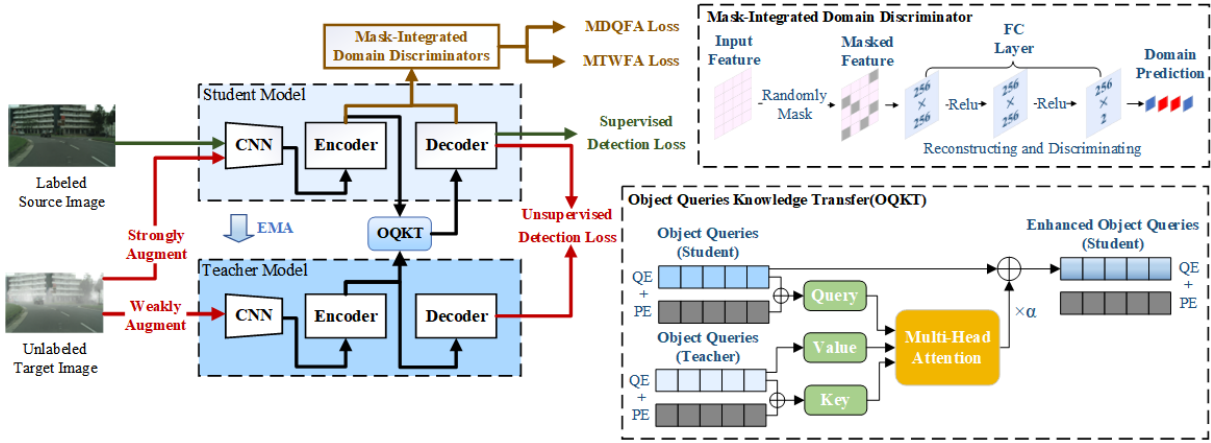 Mask-Integrated
Domain Discriminators
MDQFA Loss
MTWFA Loss
Student Model
CNN
Encoder
Decoder
Supervised
Detection Loss
Labeled
Source Image
EMA
OQKT
Unsupervised
Detection Loss
Strongly
Augment
Teacher Model
Weakly
Augment
CNN
Encoder
Decoder
Unlabeled
Target Image
Mask-Integrated Domain Discriminator
Input
Feature
-Randomly
Mask
Masked
Feature
FC
Layer
256
×
256
-Relu-
256
×
256
-Relu-
256
×
2
Domain
Prediction
Reconstructing and Discriminating
Object Queries Knowledge Transfer(OQKT)
Object Queries
(Student)
QE
+
PE
Query
Object Queries
(Teacher)
QE
+
PE
Value
Key
Multi-Head
Attention
×α
Enhanced Object Queries
(Student)
QE
+
PE